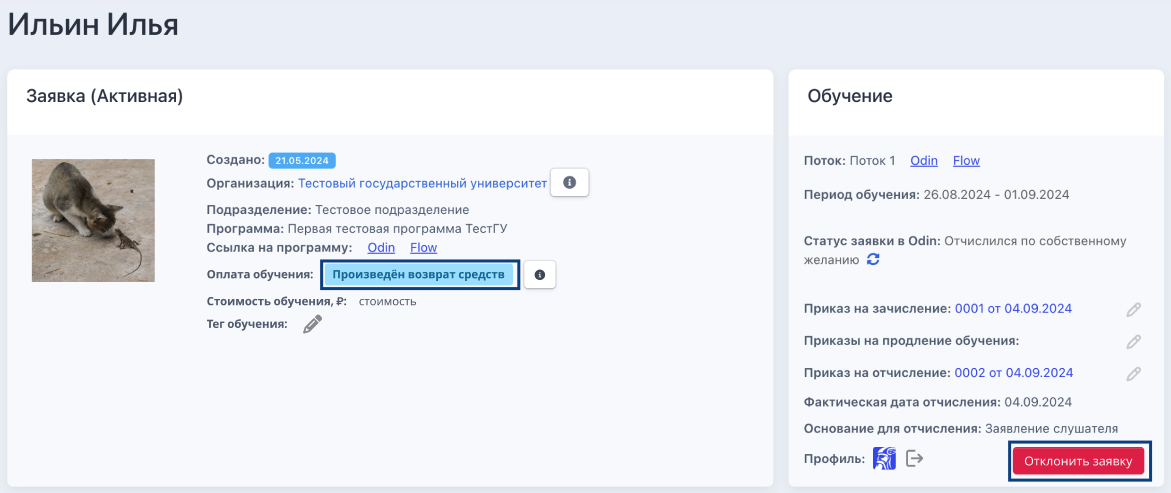 Ильин Илья
Заявка (Активная)
Создано: 21.05.2024
Организация: Тестовый государственный университет
Подразделение: Тестовое подразделение
Программа: Первая тестовая программа ТестГУ
Ссылка на программу: Odin Flow
Оплата обучения: Произведён возврат средств
Стоимость обучения, ₽: стоимость
Тег обучения:
Обучение
Поток: Поток 1 Odin Flow
Период обучения: 26.08.2024 - 01.09.2024
Статус заявки в Odin: Отчислился по собственному
желанию
Приказ на зачисление: 0001 от 04.09.2024
Приказы на продление обучения:
Приказ на отчисление: 0002 от 04.09.2024
Фактическая дата отчисления: 04.09.2024
Основание для отчисления: Заявление слушателя
Профиль:
Отклонить заявку